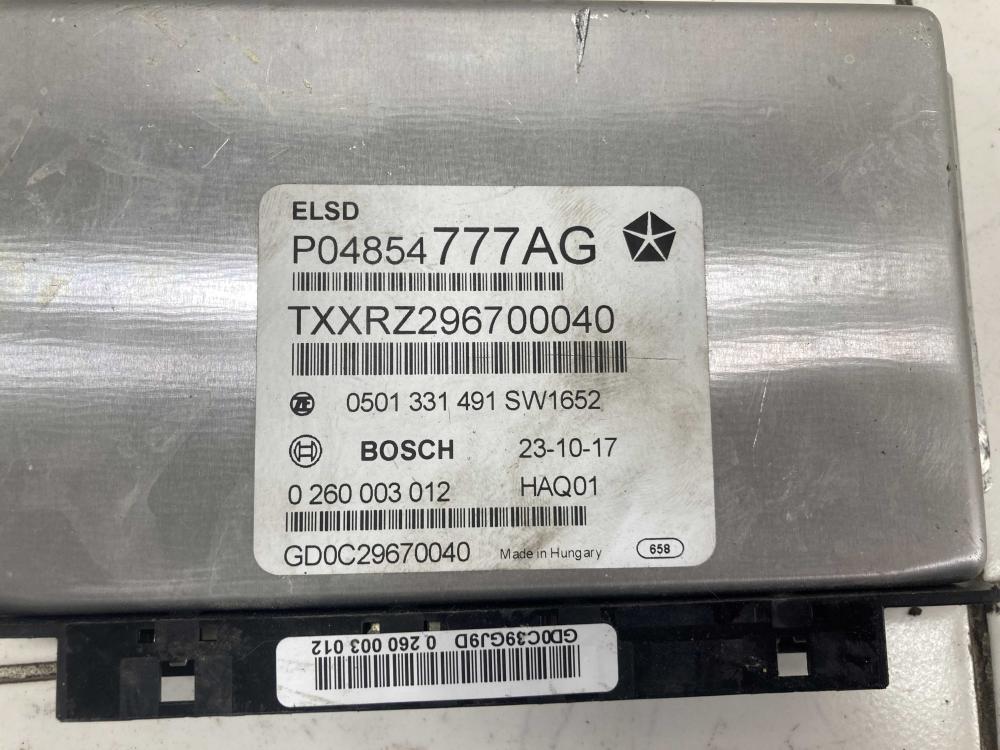 ELSD
P04854777AG
TXXRZ296700040
ZF 0501 331 491 SW1652
BOSCH 23-10-17
0 260 003 012 HAQ01
GD0C29670040 Made in Hungary 658
GD0C39GJ9D 0 260 003 012